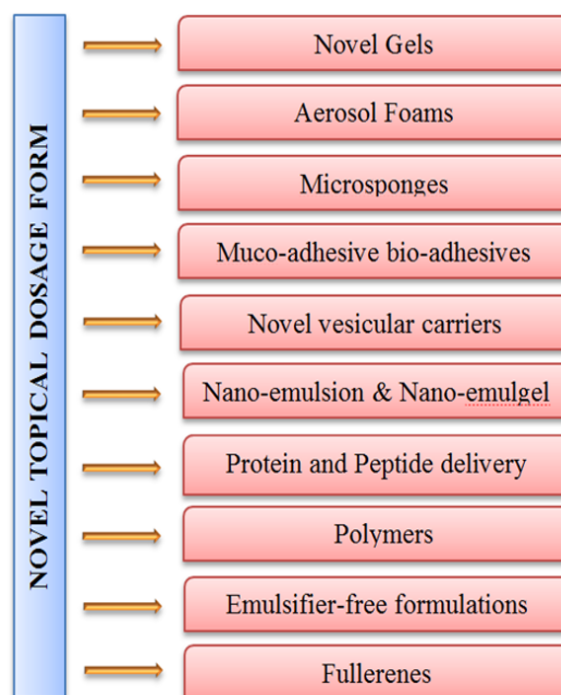 NOVEL TOPICAL DOSAGE FORM
Novel Gels
Aerosol Foams
Microsponges
Muco-adhesive bio-adhesives
Novel vesicular carriers
Nano-emulsion & Nano-emulgel
Protein and Peptide delivery
Polymers
Emulsifier-free formulations
Fullerenes